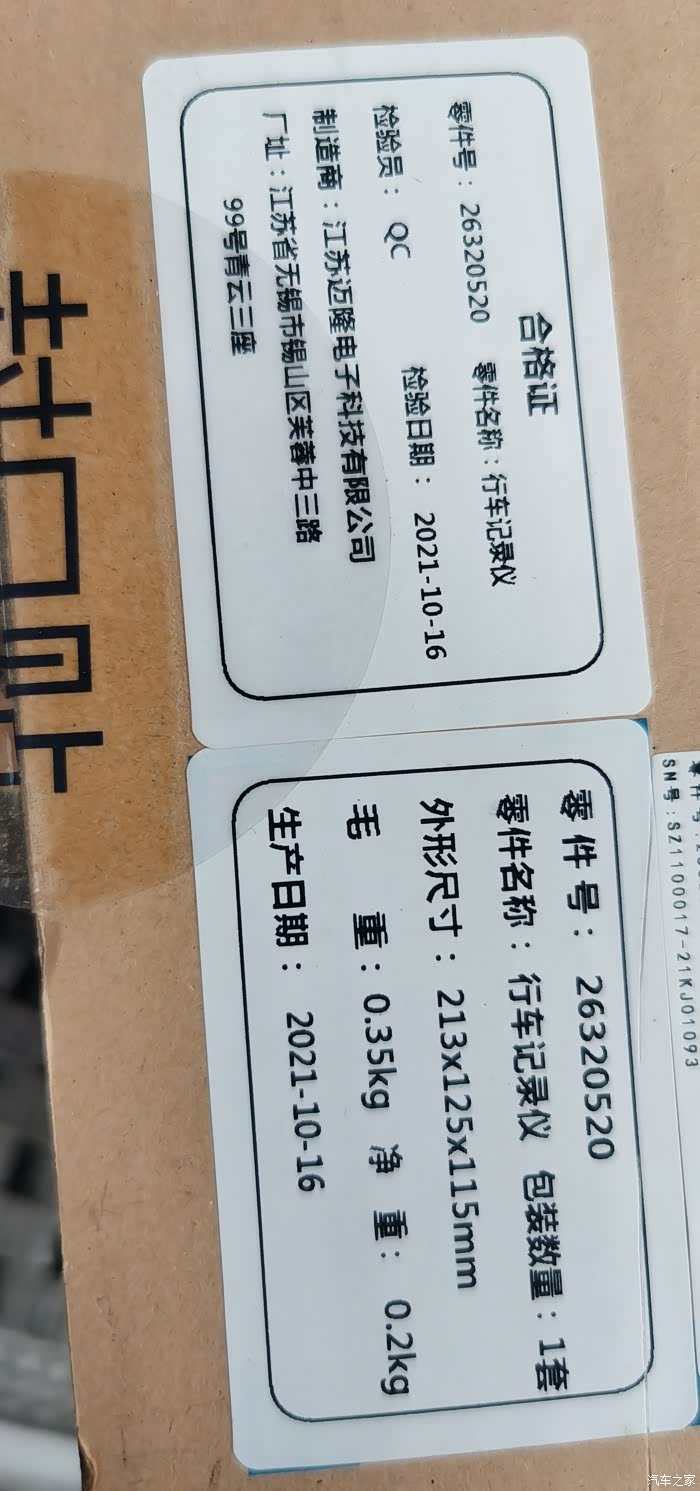 合格证
零件号：26320520 零件名称：行车记录仪
检验员： QC 检验日期： 2021-10-16
制造商：江苏迈隆电子科技有限公司
厂址：江苏省无锡市锡山区芙蓉中三路
99号青云三座
零件号： 26320520
零件名称： 行车记录仪 包装数量：1套
外形尺寸：213x125x115mm
毛 重：0.35kg 净 重： 0.2kg
生产日期： 2021-10-16
SN号:SZ1100017-21KJ01093
封口
汽车之家